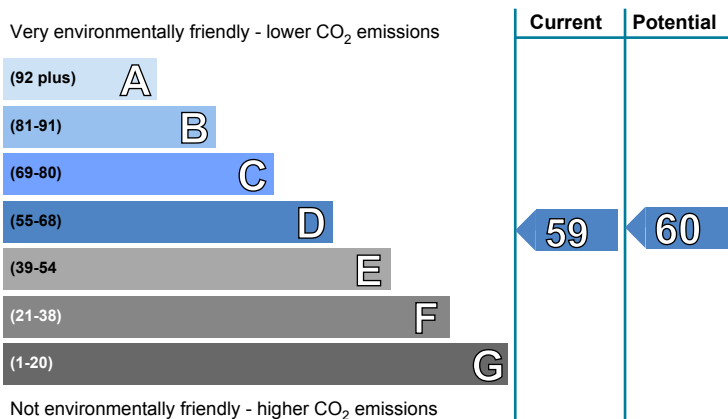 Current Potential
Very environmentally friendly - lower CO2 emissions
(92 plus) A
(81-91) B
(69-80) C
(55-68) D 59 60
(39-54 E
(21-38) F
(1-20) G
Not environmentally friendly - higher CO2 emissions